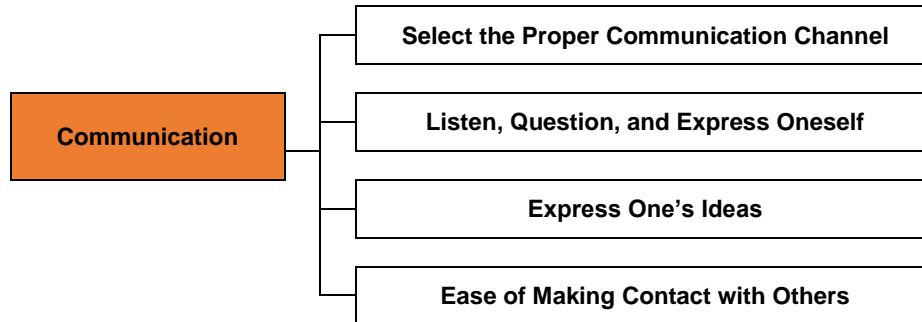 Communication
Select the Proper Communication Channel
Listen, Question, and Express Oneself
Express One’s Ideas
Ease of Making Contact with Others